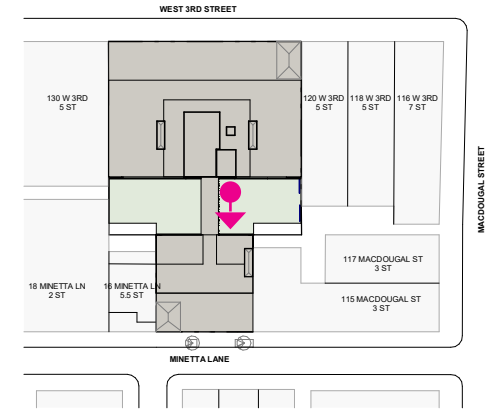 WEST 3RD STREET
130 W 3RD
5 ST
120 W 3RD
5 ST
118 W 3RD
5 ST
116 W 3RD
7 ST
MACDOUGAL STREET
117 MACDOUGAL ST
3 ST
18 MINETTA LN
2 ST
16 MINETTA LN
5.5 ST
115 MACDOUGAL ST
3 ST
MINETTA LANE